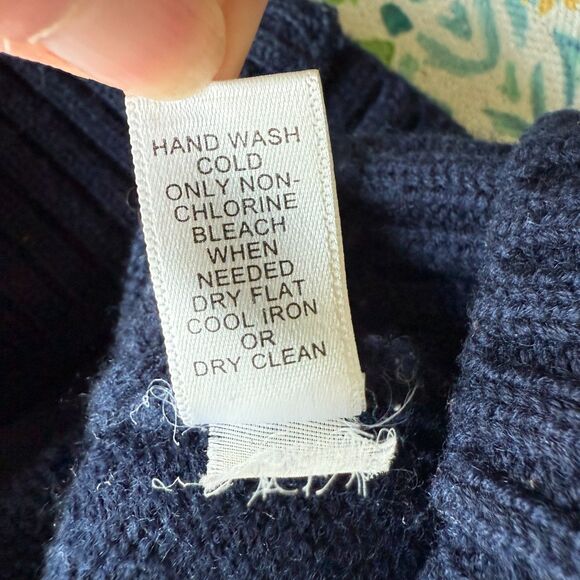 HAND WASH
COLD
ONLY NON-
CHLORINE
BLEACH
WHEN
NEEDED
DRY FLAT
COOL IRON
OR
DRY CLEAN